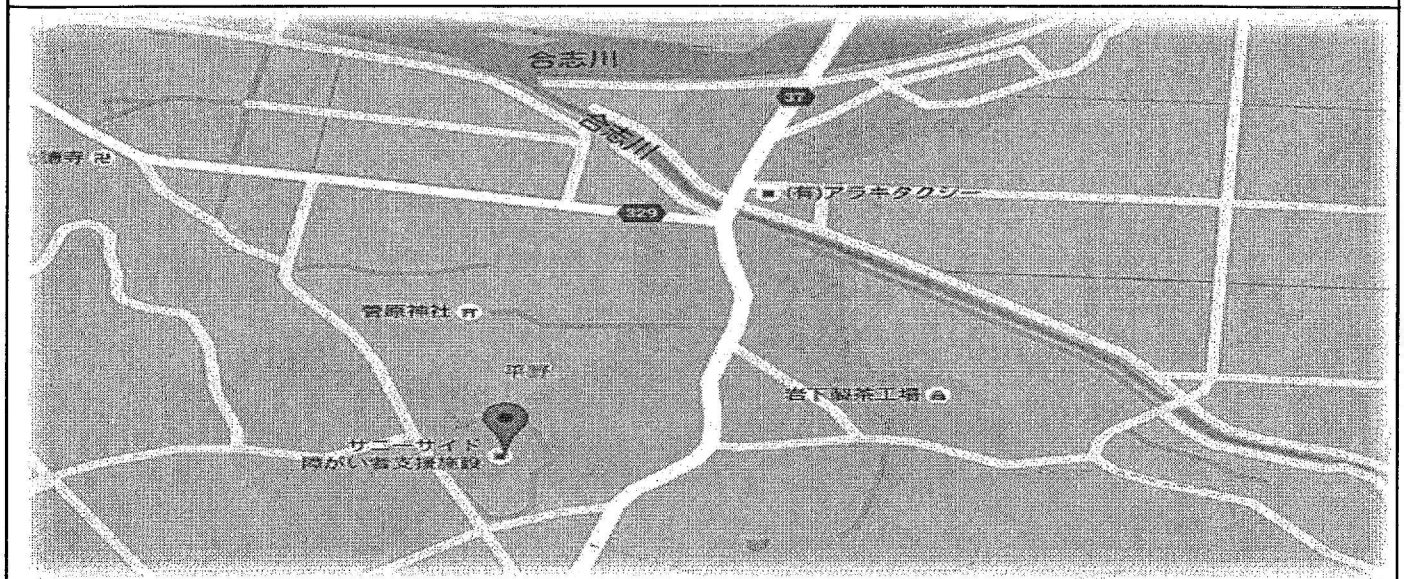 合志川
37
合志川
寺
(有)アラキタクシー
329
菅原神社
平野
岩下製茶工場
サニーサイド
障がい者支援施設